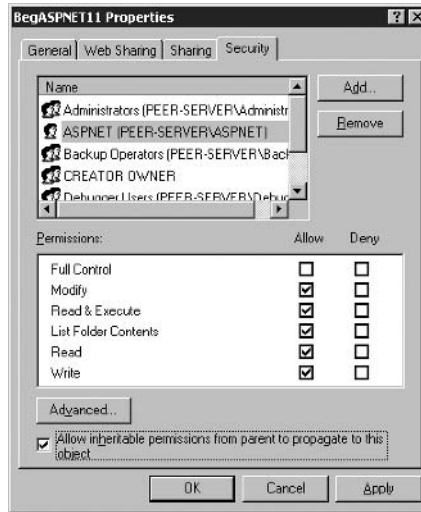 BegASPNET11 Properties
General Web Sharing Sharing Security
Name
Administrators (PEER-SERVER\Administr
ASPNET (PEER-SERVER\ASPNET)
Backup Operators (PEER-SERVER\Back
CREATOR OWNER
Debugger Users (PEER-SERVER\Debug
Add...
Remove
Permissions: Allow Deny
Full Control
Modify
Read & Execute
List Folder Contents
Read
Write
Advanced...
Allow inheritable permissions from parent to propagate to this
object
OK Cancel Apply